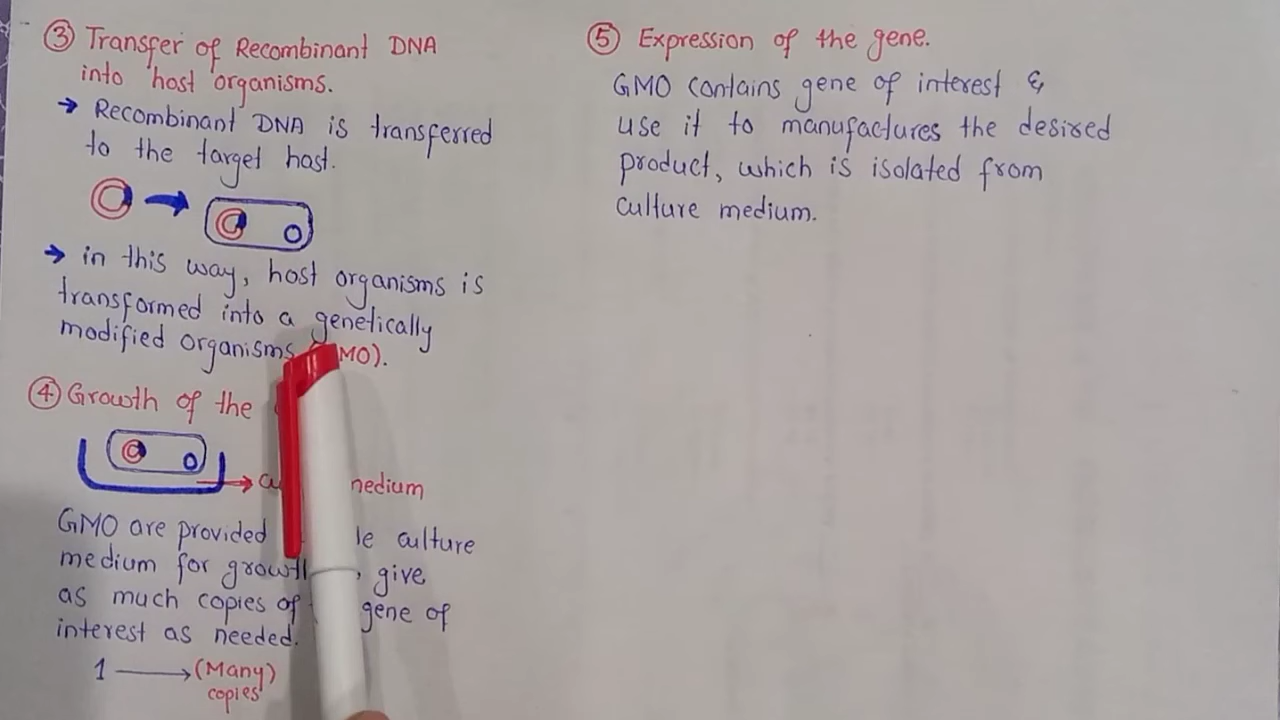 ③ Transfer of Recombinant DNA
into host organisms.
→ Recombinant DNA is transferred
to the target host.
→ in this way, host organisms is
transformed into a genetically
modified organisms MO).
④ Growth of the
medium
GMO are provided culture
medium for give
as much copies of gene of
interest as needed.
1 → (Many)
copies
⑤ Expression of the gene.
GMO contains gene of interest &
use it to manufactures the desired
product, which is isolated from
culture medium.